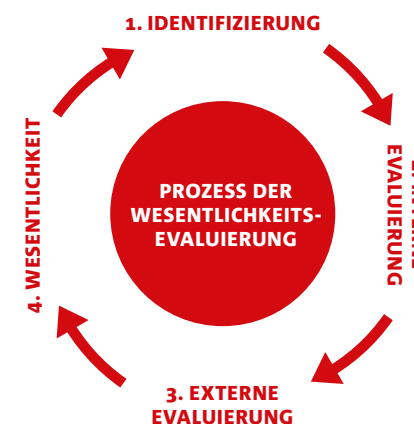 1. IDENTIFIZIERUNG
EVALUIERUNG
3. EXTERNE
EVALUIERUNG
4. WESENTLICHKEIT
PROZESS DER
WESENTLICHKEITS-
EVALUIERUNG